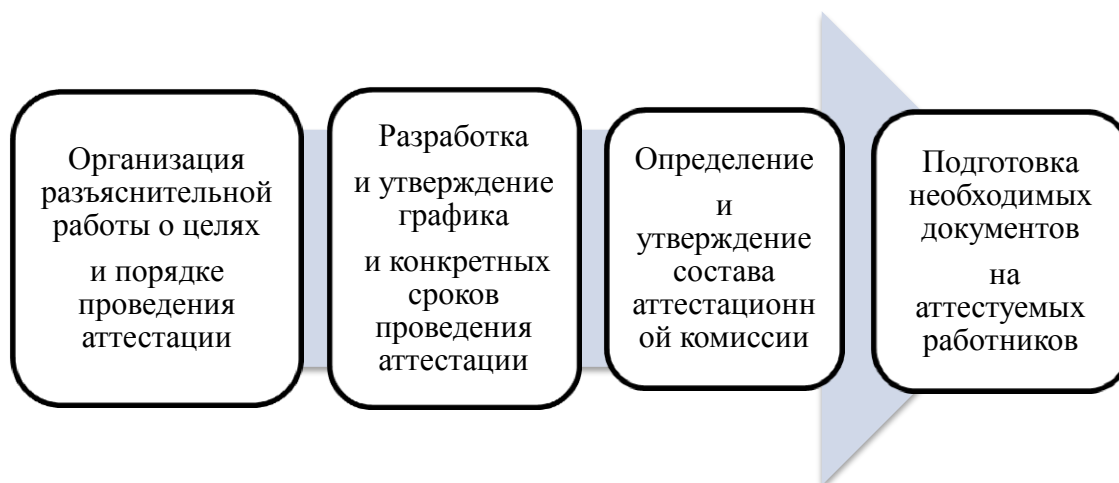 Организация
разъяснительной
работы о целях
и порядке
проведения
аттестации
Разработка
и утверждение
графика
и конкретных
сроков
проведения
аттестации
Определение
и
утверждение
состава
аттестационн
ой комиссии
Подготовка
необходимых
документов
на
аттестуемых
работников